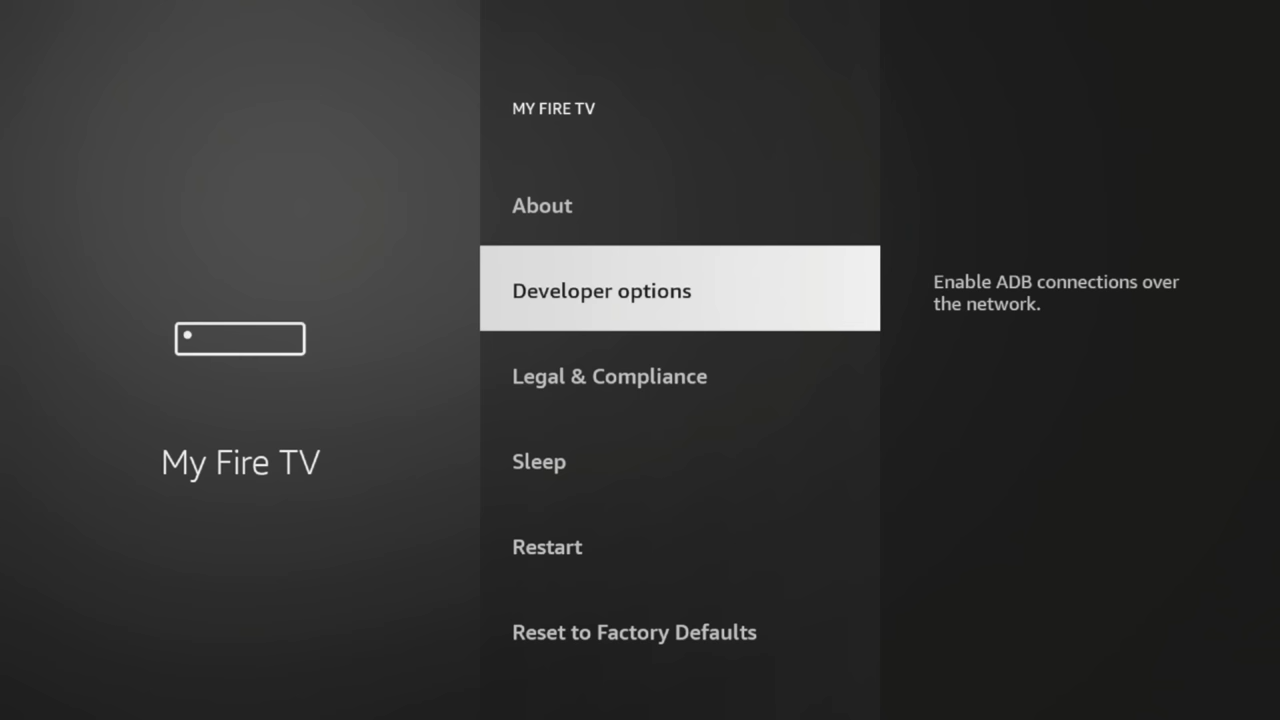 MY FIRE TV
About
Developer options
Enable ADB connections over
the network.
Legal & Compliance
Sleep
Restart
Reset to Factory Defaults
My Fire TV